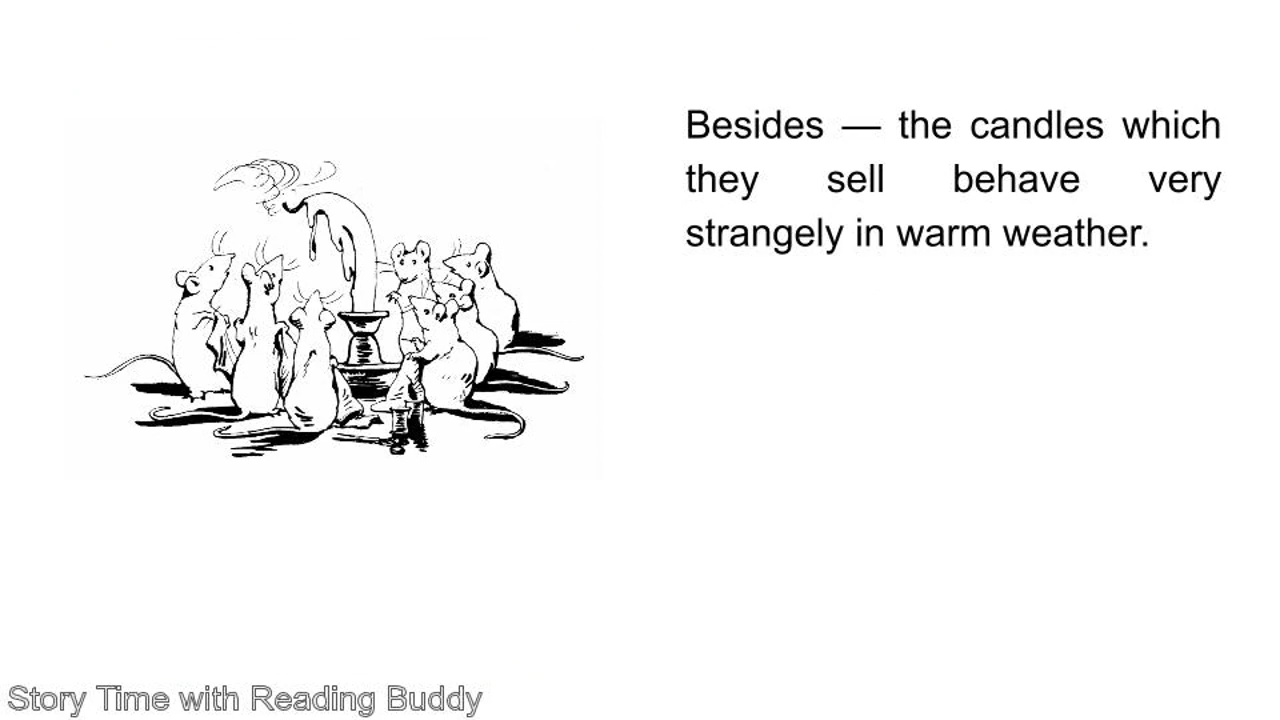 Besides — the candles which
they sell behave very
strangely in warm weather.
Story Time with Reading Buddy